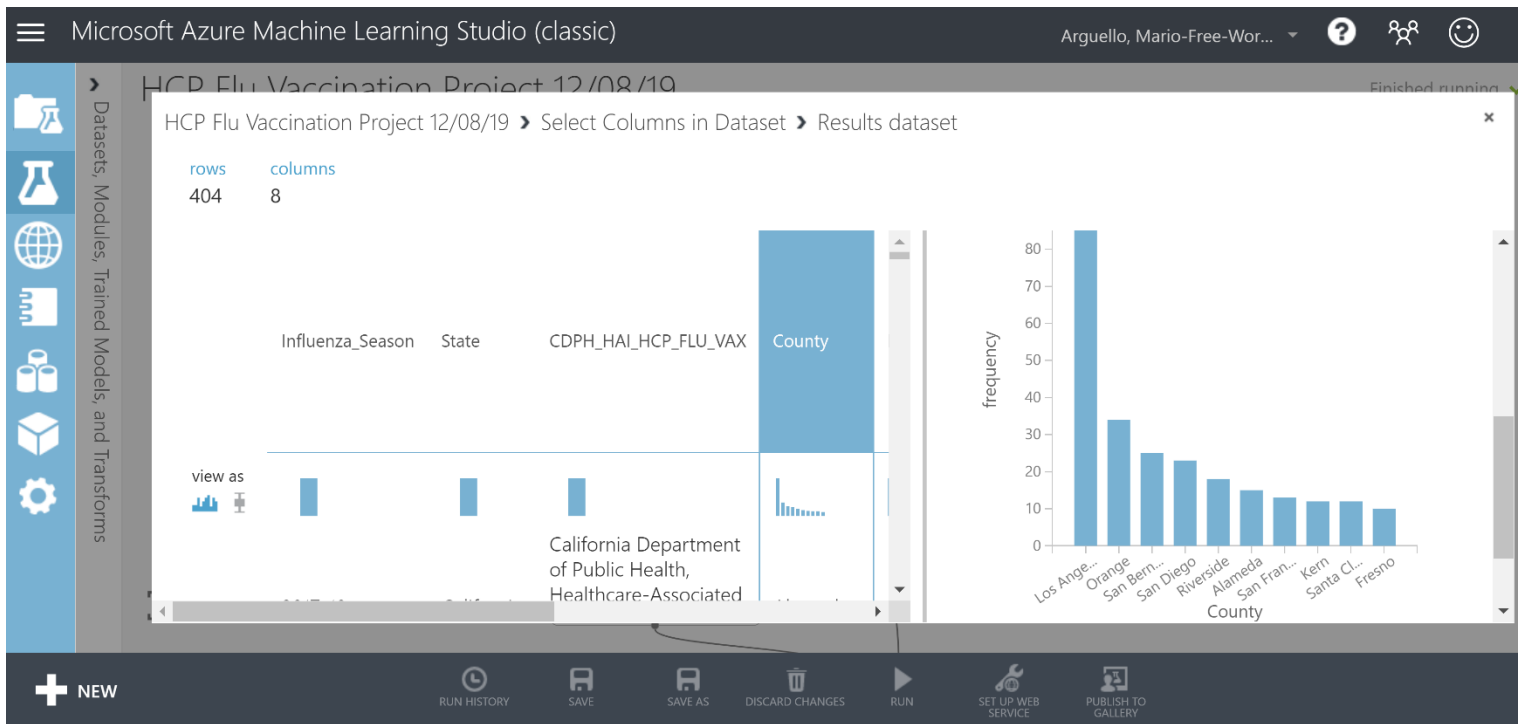 Microsoft Azure Machine Learning Studio (classic)
Arguello, Mario-Free-Wor...
?
HCP Flu Vaccination Project 12/08/19
Finished running
Datasets, Modules, Trained Models, and Transforms
HCP Flu Vaccination Project 12/08/19 > Select Columns in Dataset > Results dataset
rows
columns
404
8
Influenza_Season
State
CDPH_HAI_HCP_FLU_VAX
County
view as
California Department
of Public Health,
Healthcare-Associated
frequency
80
70
60
50
40
30
20
10
0
Los Ange...
Orange
San Bern...
San Diego
Riverside
Alameda
San Fran...
Kern
Santa Cl...
Fresno
County
NEW
RUN HISTORY
SAVE
SAVE AS
DISCARD CHANGES
RUN
SET UP WEB
SERVICE
PUBLISH TO
GALLERY